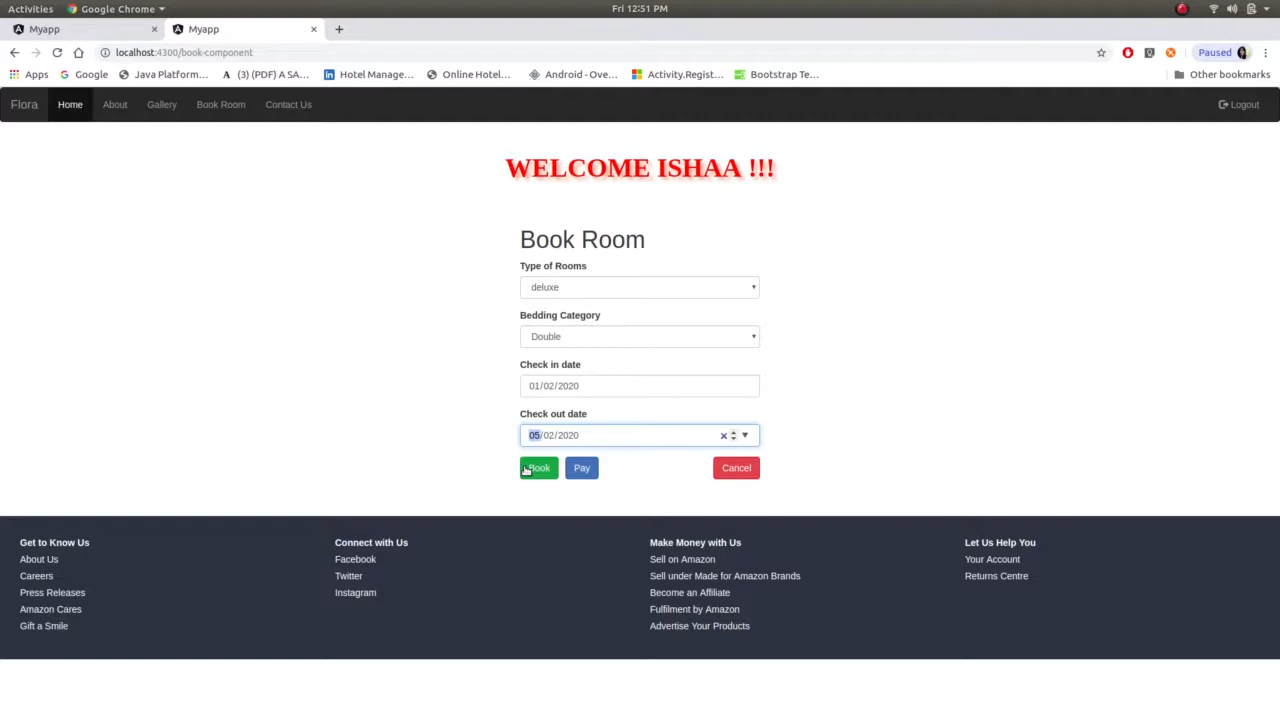 Activities Google Chrome Fri 12:51 PM
Myapp Myapp
localhost:4300/book-component Paused
Apps Google Java Platform... (3) (PDF) A SA... Hotel Manage... Online Hotel... Android - Ove... Activity.Regist... Bootstrap Te... Other bookmarks
Flora Home About Gallery Book Room Contact Us Logout
WELCOME ISHAA !!!
Book Room
Type of Rooms
deluxe
Bedding Category
Double
Check in date
01/02/2020
Check out date
05/02/2020
Book Pay Cancel
Get to Know Us Connect with Us Make Money with Us Let Us Help You
About Us Facebook Sell on Amazon Your Account
Careers Twitter Sell under Made for Amazon Brands Returns Centre
Press Releases Instagram Become an Affiliate
Amazon Cares Fulfilment by Amazon
Gift a Smile Advertise Your Products